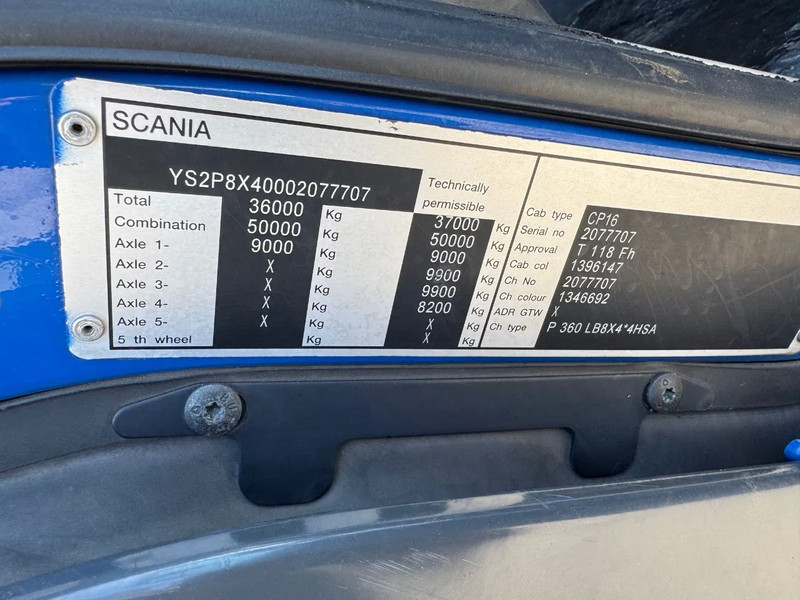 SCANIA
YS2P8X40002077707
Technically
permissible
Total 36000 Kg 37000 Kg
Combination 50000 Kg 50000 Kg
Axle 1- 9000 Kg 9000 Kg
Axle 2- X Kg 9900 Kg
Axle 3- X Kg 9900 Kg
Axle 4- X Kg 8200 Kg
Axle 5- X Kg X Kg
5 th wheel Kg X Kg
Cab type CP16
Serial no 2077707
Approval T 118 Fh
Cab col 1396147
Ch No 2077707
Ch colour 1346692
ADR GTW X
Ch type P 360 LB8X4*4HSA